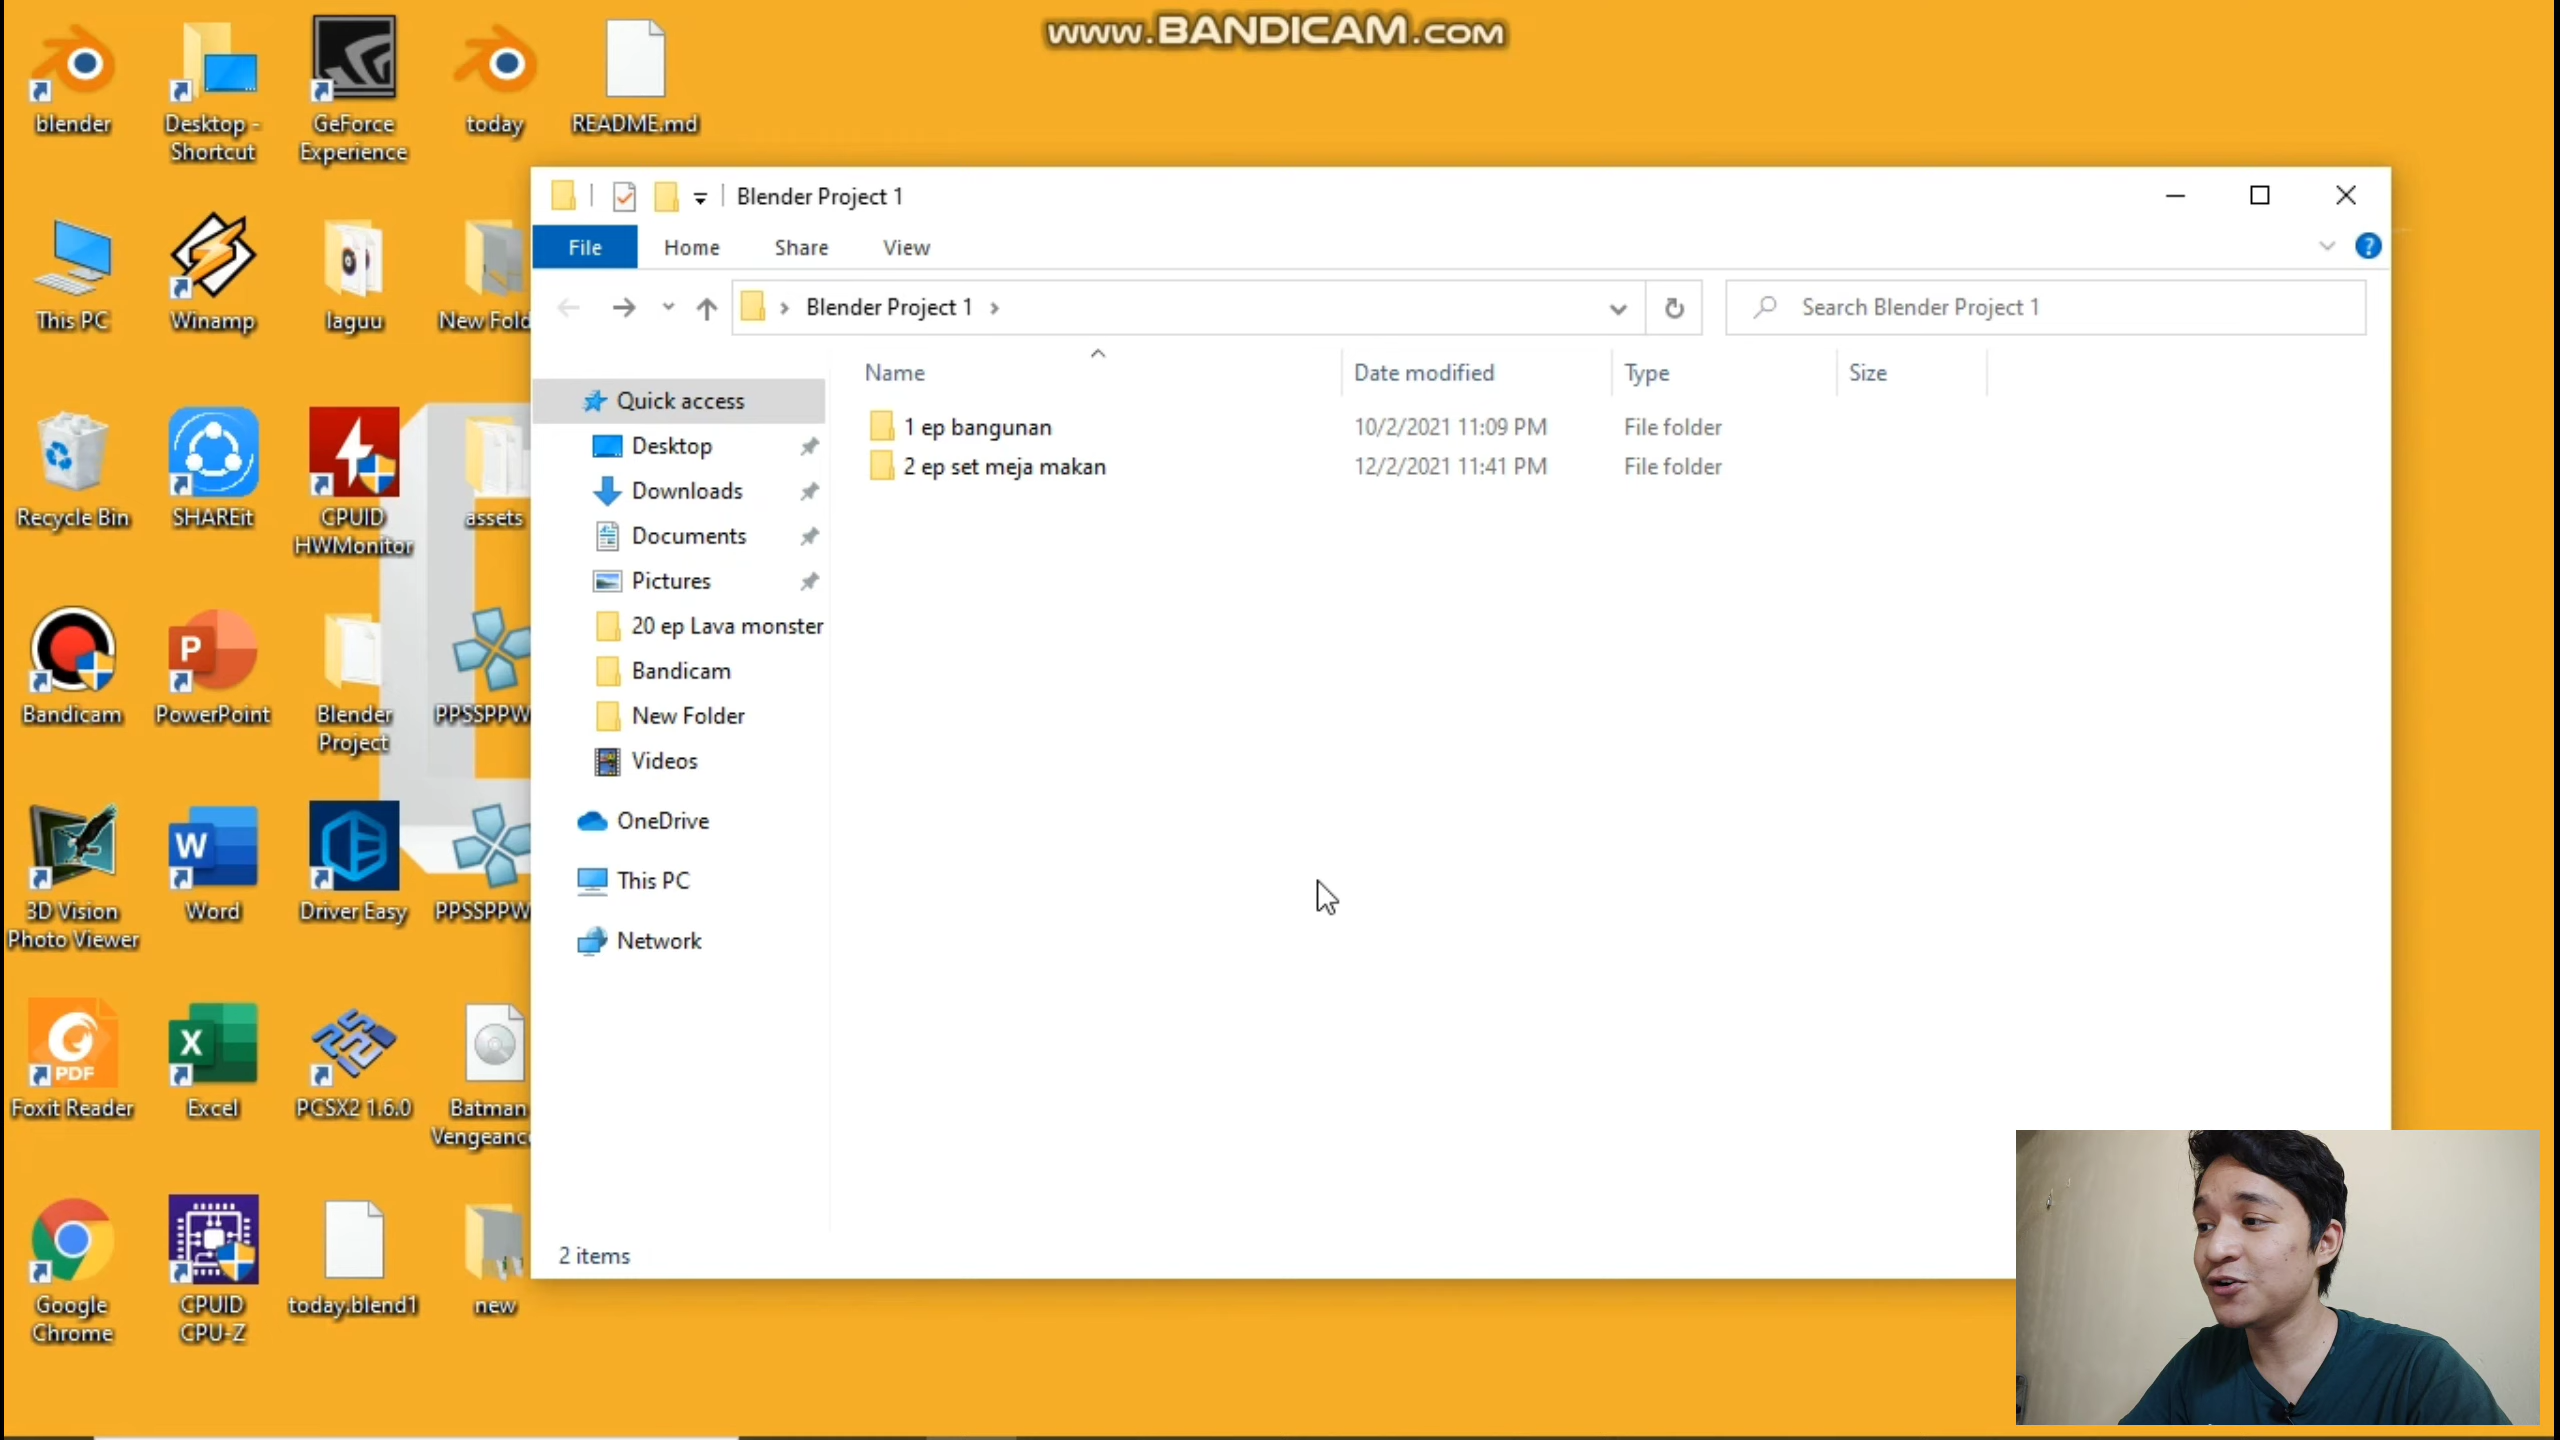 www.BANDICAM.com
blender
Desktop -
Shortcut
GeForce
Experience
today
README.md
This PC
Winamp
laguu
New Fold
Recycle Bin
SHAREit
CPUID
HWMonitor
assets
Bandicam
PowerPoint
Blender
Project
PPSSPPW
3D Vision
Photo Viewer
Word
Driver Easy
PPSSPPW
PDF
Foxit Reader
Excel
PCSX2 1.6.0
Batman
Vengeance
Google
Chrome
CPUID
CPU-Z
today.blend1
new
Blender Project 1
File
Home
Share
View
Blender Project 1
Search Blender Project 1
Name
Date modified
Type
Size
1 ep bangunan
10/2/2021 11:09 PM
File folder
2 ep set meja makan
12/2/2021 11:41 PM
File folder
Quick access
Desktop
Downloads
Documents
Pictures
20 ep Lava monster
Bandicam
New Folder
Videos
OneDrive
This PC
Network
2 items